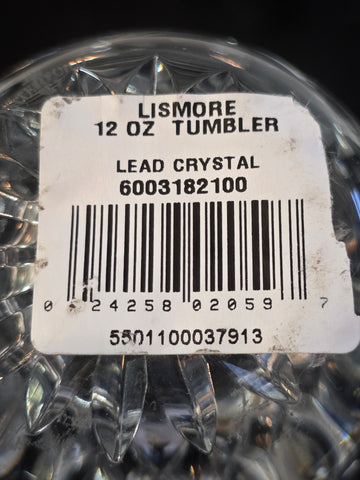 LISMORE
12 OZ TUMBLER
LEAD CRYSTAL
6003182100
0 24258 02059 7
5501100037913